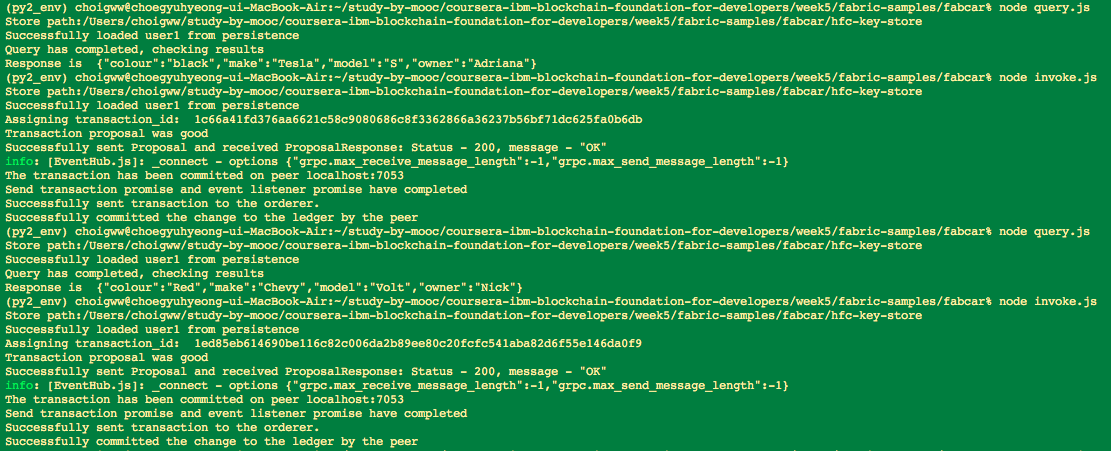 (py2_env) choigww@choegyuhyeong-ui-MacBook-Air:~/study-by-mooc/coursera-ibm-blockchain-foundation-for-developers/week5/fabric-samples/fabcar% node query.js
Store path:/Users/choigww/study-by-mooc/coursera-ibm-blockchain-foundation-for-developers/week5/fabric-samples/fabcar/hfc-key-store
Successfully loaded user1 from persistence
Query has completed, checking results
Response is  {"colour":"black","make":"Tesla","model":"S","owner":"Adriana"}
(py2_env) choigww@choegyuhyeong-ui-MacBook-Air:~/study-by-mooc/coursera-ibm-blockchain-foundation-for-developers/week5/fabric-samples/fabcar% node invoke.js
Store path:/Users/choigww/study-by-mooc/coursera-ibm-blockchain-foundation-for-developers/week5/fabric-samples/fabcar/hfc-key-store
Successfully loaded user1 from persistence
Assigning transaction_id:  1c66a41fd376aa6621c58c9080686c8f3362866a36237b56bf71dc625fa0b6db
Transaction proposal was good
Successfully sent Proposal and received ProposalResponse: Status - 200, message - "OK"
info: [EventHub.js]: _connect - options {"grpc.max_receive_message_length":-1,"grpc.max_send_message_length":-1}
The transaction has been committed on peer localhost:7053
Send transaction promise and event listener promise have completed
Successfully sent transaction to the orderer.
Successfully committed the change to the ledger by the peer
(py2_env) choigww@choegyuhyeong-ui-MacBook-Air:~/study-by-mooc/coursera-ibm-blockchain-foundation-for-developers/week5/fabric-samples/fabcar% node query.js
Store path:/Users/choigww/study-by-mooc/coursera-ibm-blockchain-foundation-for-developers/week5/fabric-samples/fabcar/hfc-key-store
Successfully loaded user1 from persistence
Query has completed, checking results
Response is  {"colour":"Red","make":"Chevy","model":"Volt","owner":"Nick"}
(py2_env) choigww@choegyuhyeong-ui-MacBook-Air:~/study-by-mooc/coursera-ibm-blockchain-foundation-for-developers/week5/fabric-samples/fabcar% node invoke.js
Store path:/Users/choigww/study-by-mooc/coursera-ibm-blockchain-foundation-for-developers/week5/fabric-samples/fabcar/hfc-key-store
Successfully loaded user1 from persistence
Assigning transaction_id:  1ed85eb614690be116c82c006da2b89ee80c20fcfc541aba82d6f55e146da0f9
Transaction proposal was good
Successfully sent Proposal and received ProposalResponse: Status - 200, message - "OK"
info: [EventHub.js]: _connect - options {"grpc.max_receive_message_length":-1,"grpc.max_send_message_length":-1}
The transaction has been committed on peer localhost:7053
Send transaction promise and event listener promise have completed
Successfully sent transaction to the orderer.
Successfully committed the change to the ledger by the peer